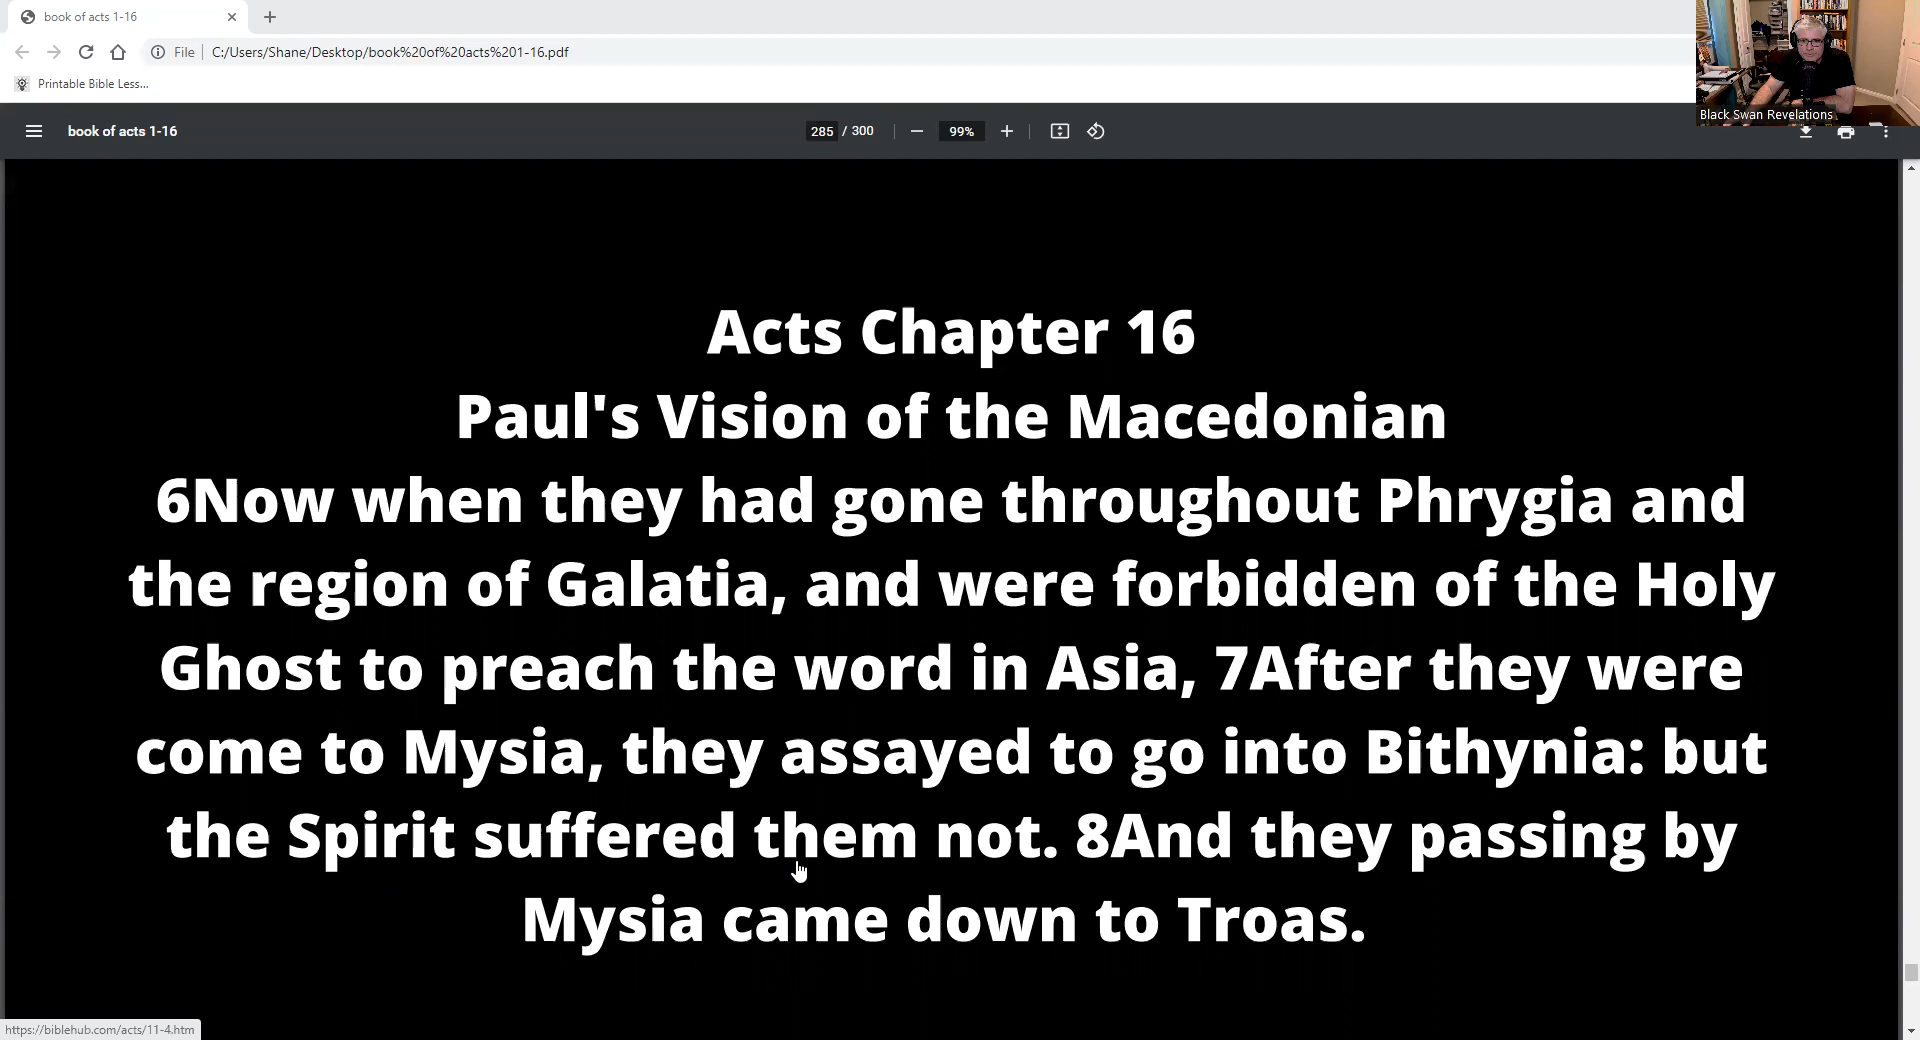 book of acts 1-16
File
C:/Users/Shane/Desktop/book%20of%20acts%201-16.pdf
Printable Bible Less...
Black Swan Revelations
book of acts 1-16
285 / 300
99%
Acts Chapter 16
Paul's Vision of the Macedonian
6Now when they had gone throughout Phrygia and
the region of Galatia, and were forbidden of the Holy
Ghost to preach the word in Asia, 7After they were
come to Mysia, they assayed to go into Bithynia: but
the Spirit suffered them not. 8And they passing by
Mysia came down to Troas.
https://biblehub.com/acts/11-4.htm